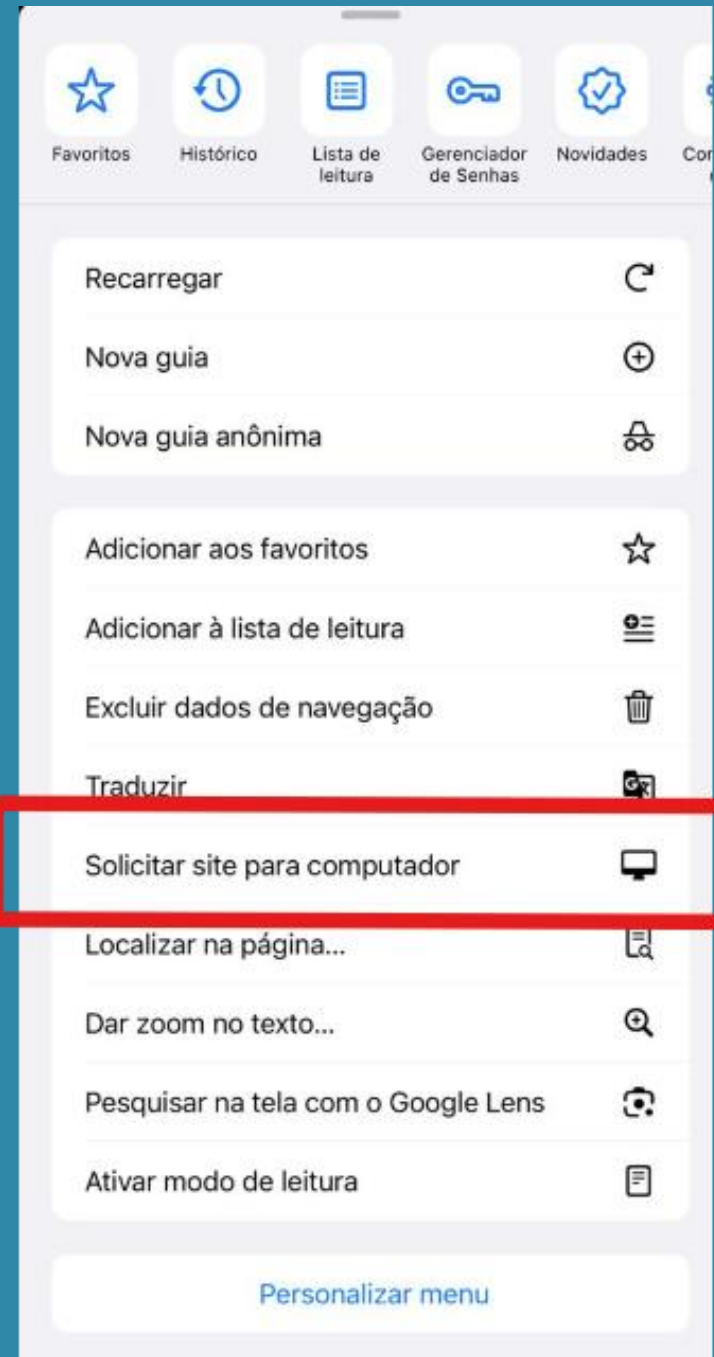 Favoritos
Histórico
Lista de
leitura
Gerenciador
de Senhas
Novidades
Recarregar
Nova guia
Nova guia anônima
Adicionar aos favoritos
Adicionar à lista de leitura
Excluir dados de navegação
Traduzir
Solicitar site para computador
Localizar na página...
Dar zoom no texto...
Pesquisar na tela com o Google Lens
Ativar modo de leitura
Personalizar menu